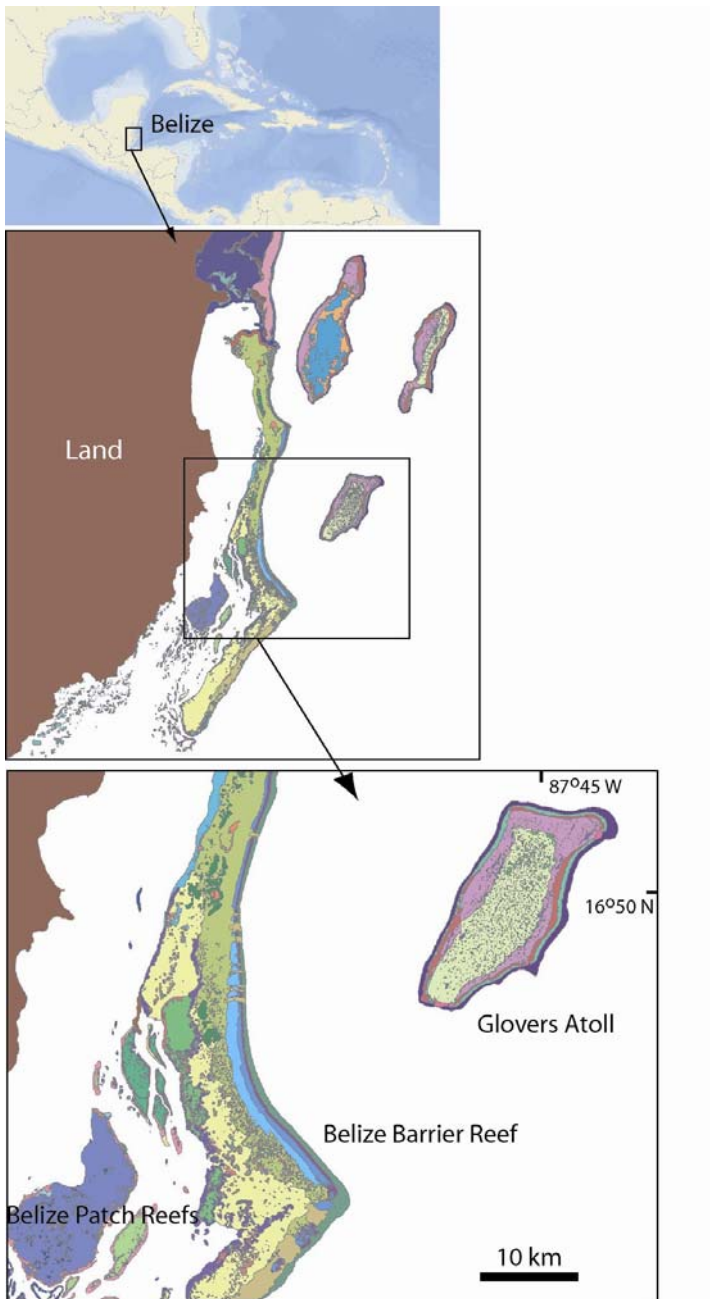 Belize
Land
87°45 W
16°50 N
Glovers Atoll
Belize Barrier Reef
Belize Patch Reefs
10 km